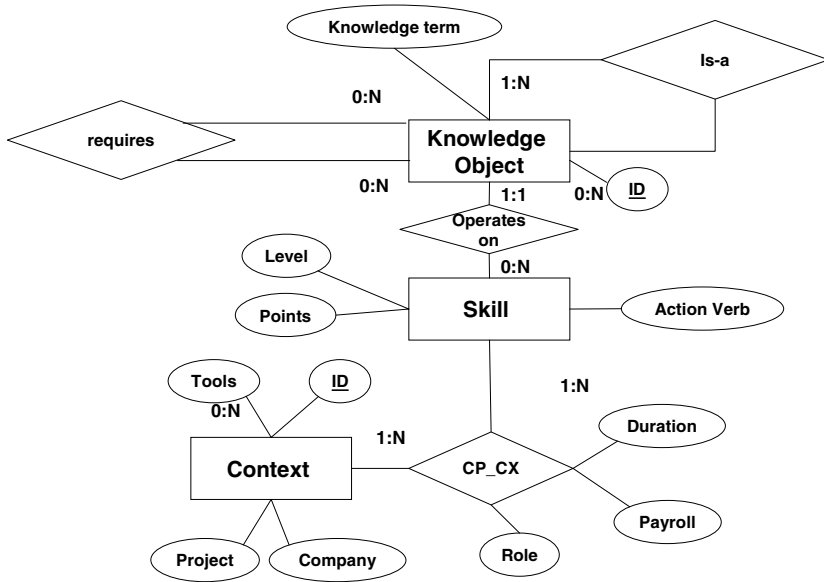 Knowledge term
Is-a
1:N
0:N
requires
Knowledge
Object
0:N
1:1
0:N
ID
Operates
on
Level
0:N
Points
Skill
Action Verb
Tools
ID
0:N
1:N
Duration
1:N
Context
CP_CX
Payroll
Project
Company
Role